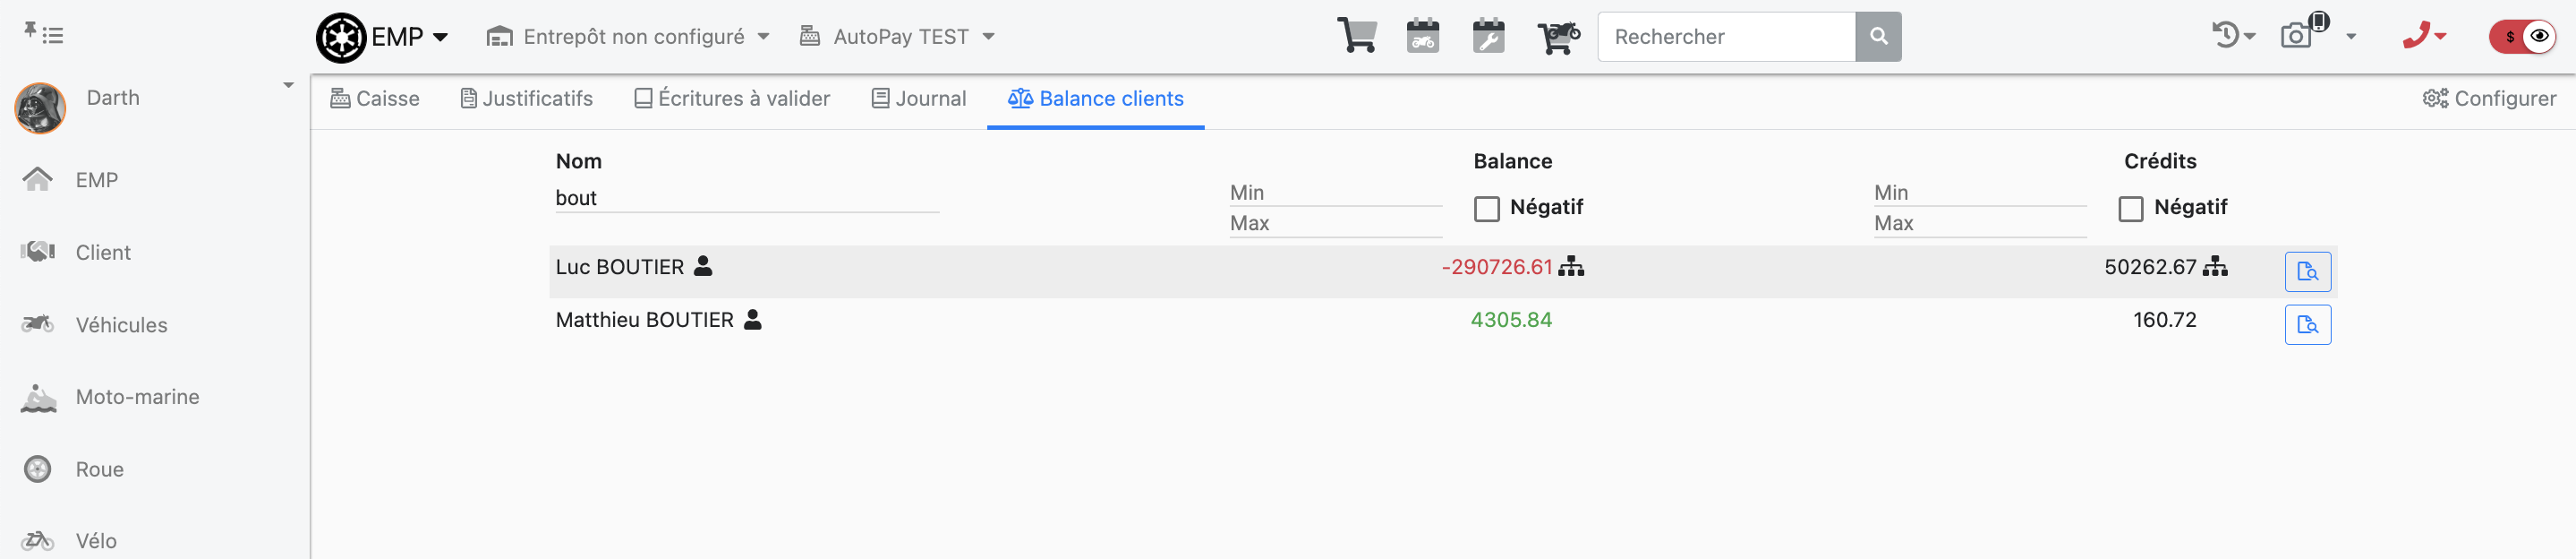 EMP Entrepôt non configuré AutoPay TEST Rechercher $
Darth
Caisse Justificatifs Écritures à valider Journal Balance clients Configurer
Nom Balance Crédits
bout Min Négatif Min Négatif
Max Max
Luc BOUTIER -290726.61 50262.67
Matthieu BOUTIER 4305.84 160.72
EMP
Client
Véhicules
Moto-marine
Roue
Vélo